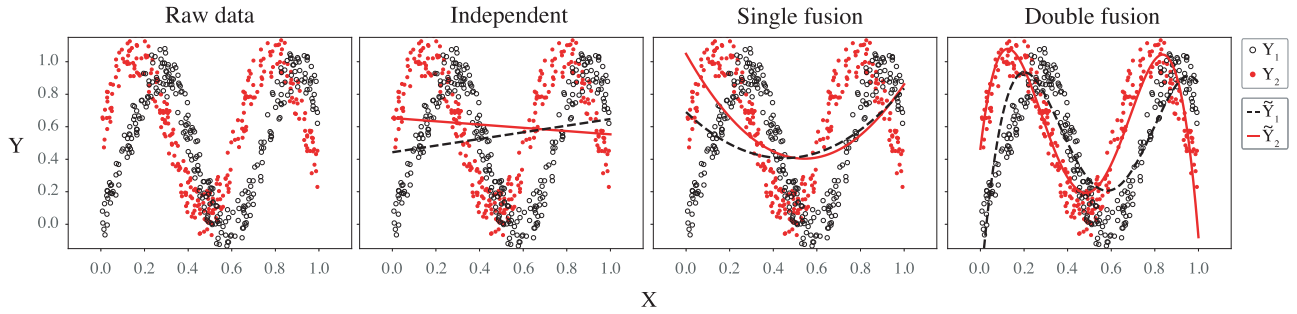 Raw data
Independent
Single fusion
Double fusion
Y
1.0
0.8
0.6
0.4
0.2
0.0
0.0 0.2 0.4 0.6 0.8 1.0
0.0 0.2 0.4 0.6 0.8 1.0
0.0 0.2 0.4 0.6 0.8 1.0
0.0 0.2 0.4 0.6 0.8 1.0
X
Y₁
Y₂
Ỹ₁
Ỹ₂